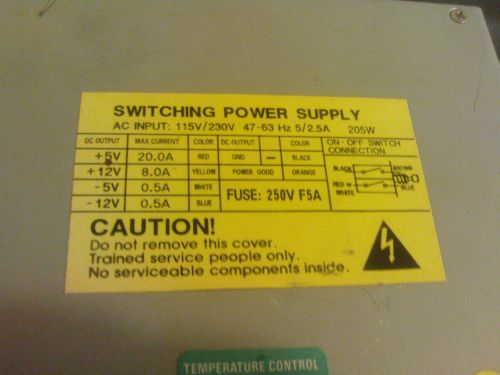 SWITCHING POWER SUPPLY
AC INPUT: 115V/230V 47-63 Hz 5/2.5A 205W
DC OUTPUT MAX.CURRENT COLOR DC OUTPUT COLOR ON-OFF SWITCH CONNECTION
+5V 20.0A RED GND — BLACK
+12V 8.0A YELLOW POWER GOOD ORANGE
-5V 0.5A WHITE FUSE: 250V F5A
-12V 0.5A BLUE
BLACK BROWN
RED BLUE
WHITE
CAUTION!
Do not remove this cover.
Trained service people only.
No serviceable components inside.
TEMPERATURE CONTROL